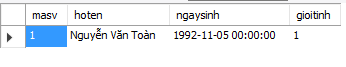 masv hoten ngaysinh gioitinh
1 Nguyễn Văn Toàn 1992-11-05 00:00:00 1